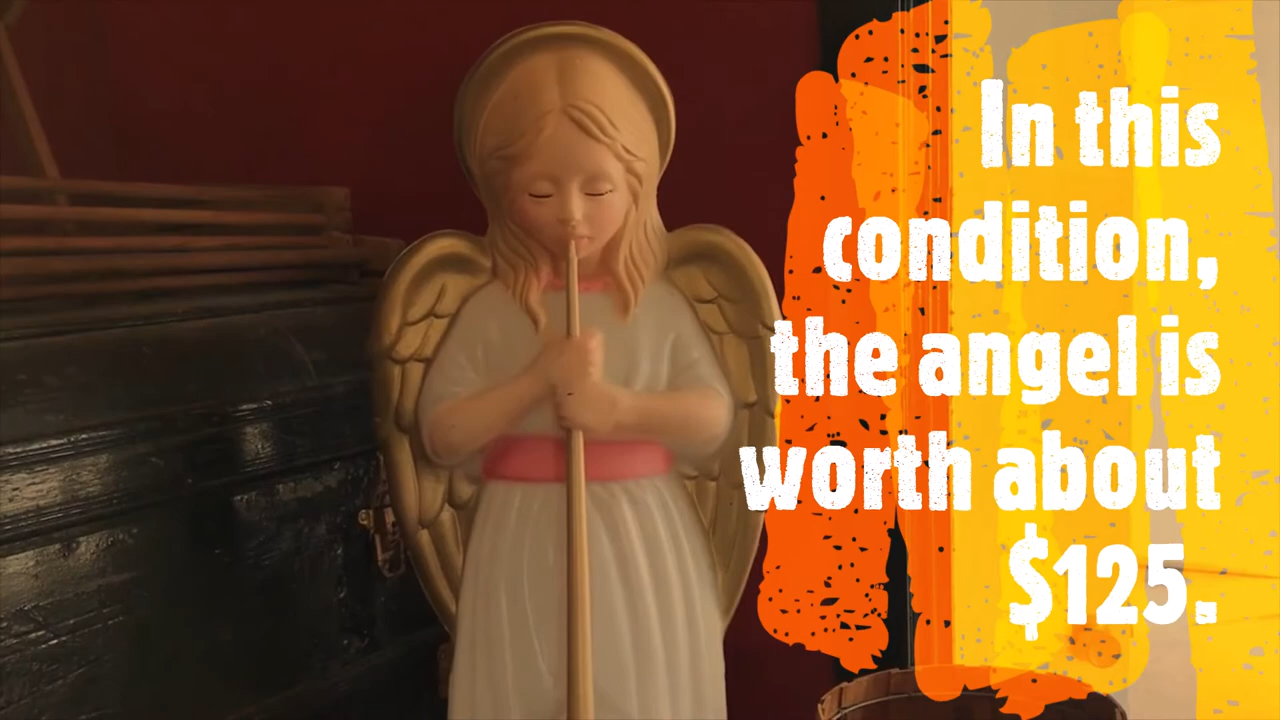 In this
condition,
the angel is
worth about
$125.